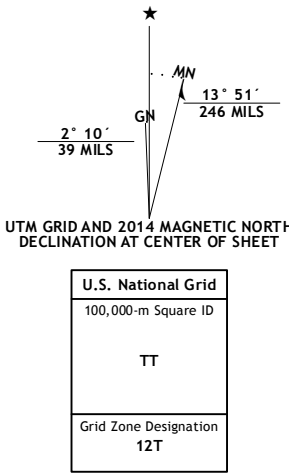 ★
MN
13° 51´
246 MILS
GN
2° 10´
39 MILS
UTM GRID AND 2014 MAGNETIC NORTH
DECLINATION AT CENTER OF SHEET
U.S. National Grid
100,000-m Square ID
TT
Grid Zone Designation
12T